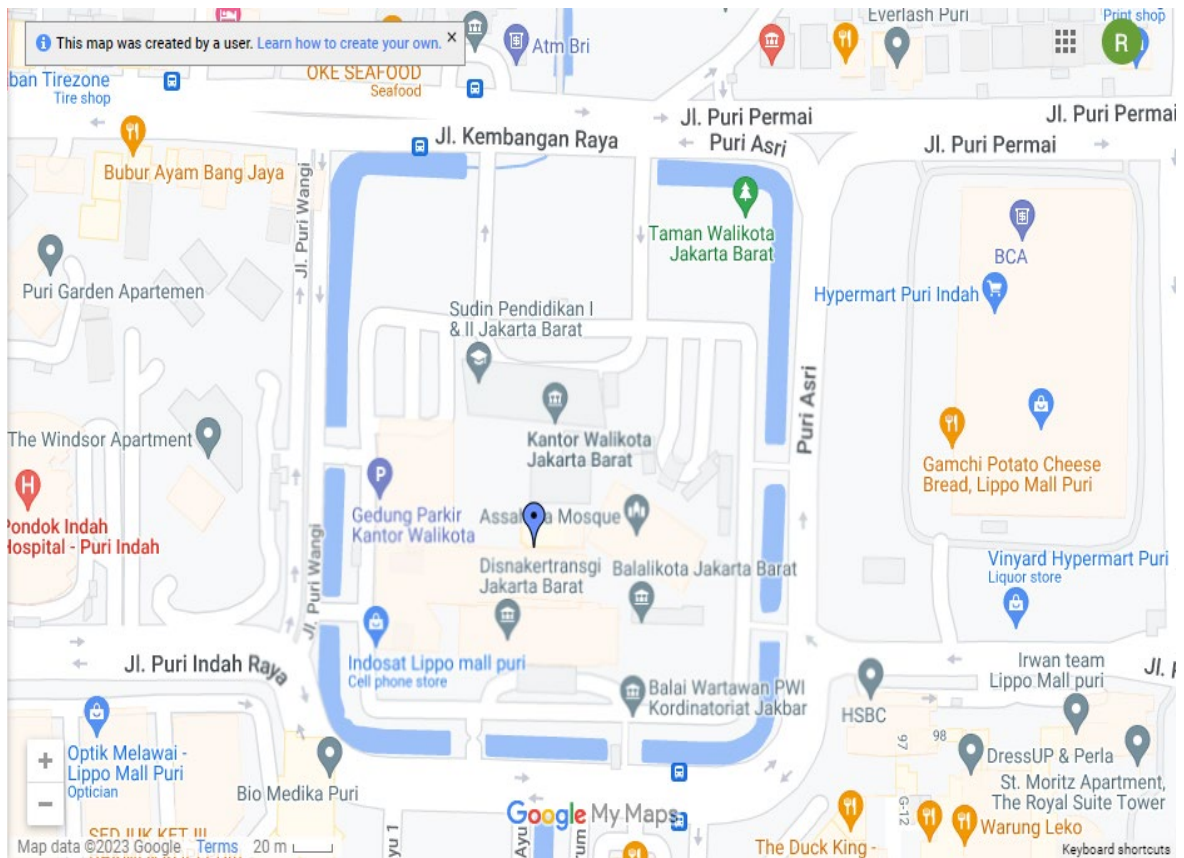 This map was created by a user. Learn how to create your own.
Everlash Puri
Print shop
Atm Bri
R
OKE SEAFOOD
Seafood
ban Tirezone
Tire shop
Jl. Puri Permai
Jl. Puri Permai
Jl. Kembangan Raya
Puri Asri
Jl. Puri Permai
Bubur Ayam Bang Jaya
Jl. Puri Wangi
Taman Walikota
Jakarta Barat
BCA
Puri Garden Apartemen
Hypermart Puri Indah
Sudin Pendidikan I
& II Jakarta Barat
Puri Asri
The Windsor Apartment
Kantor Walikota
Jakarta Barat
Gamchi Potato Cheese
Bread, Lippo Mall Puri
H
P
Pondok Indah
Hospital - Puri Indah
Gedung Parkir
Kantor Walikota
Mosque
Jl. Puri Wangi
Disnakertransgi
Jakarta Barat
Balaikota Jakarta Barat
Vinyard Hypermart Puri
Liquor store
Jl. Puri Indah Raya
Indosat Lippo mall puri
Cell phone store
Irwan team
Lippo Mall puri
Jl.
Balai Wartawan PWI
Kordinatoriat Jakbar
HSBC
97
98
Optik Melawai -
Lippo Mall Puri
Optician
DressUP & Perla
Bio Medika Puri
St. Moritz Apartment,
The Royal Suite Tower
G-12
Google My Maps
Warung Leko
yu 1
Ayu
rum
The Duck King -
Map data ©2023 Google
Terms
20 m
Keyboard shortcuts